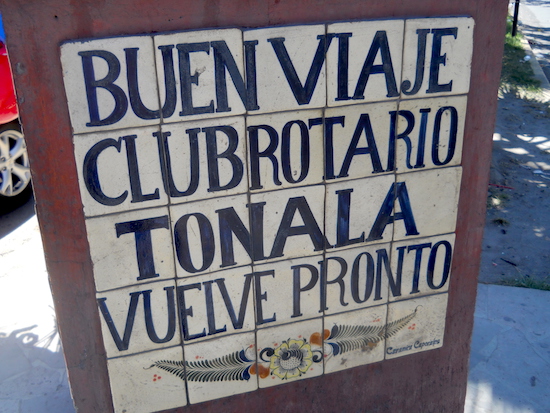 BUEN VIAJE
CLUB ROTARIO
TONALA
VUELVE PRONTO